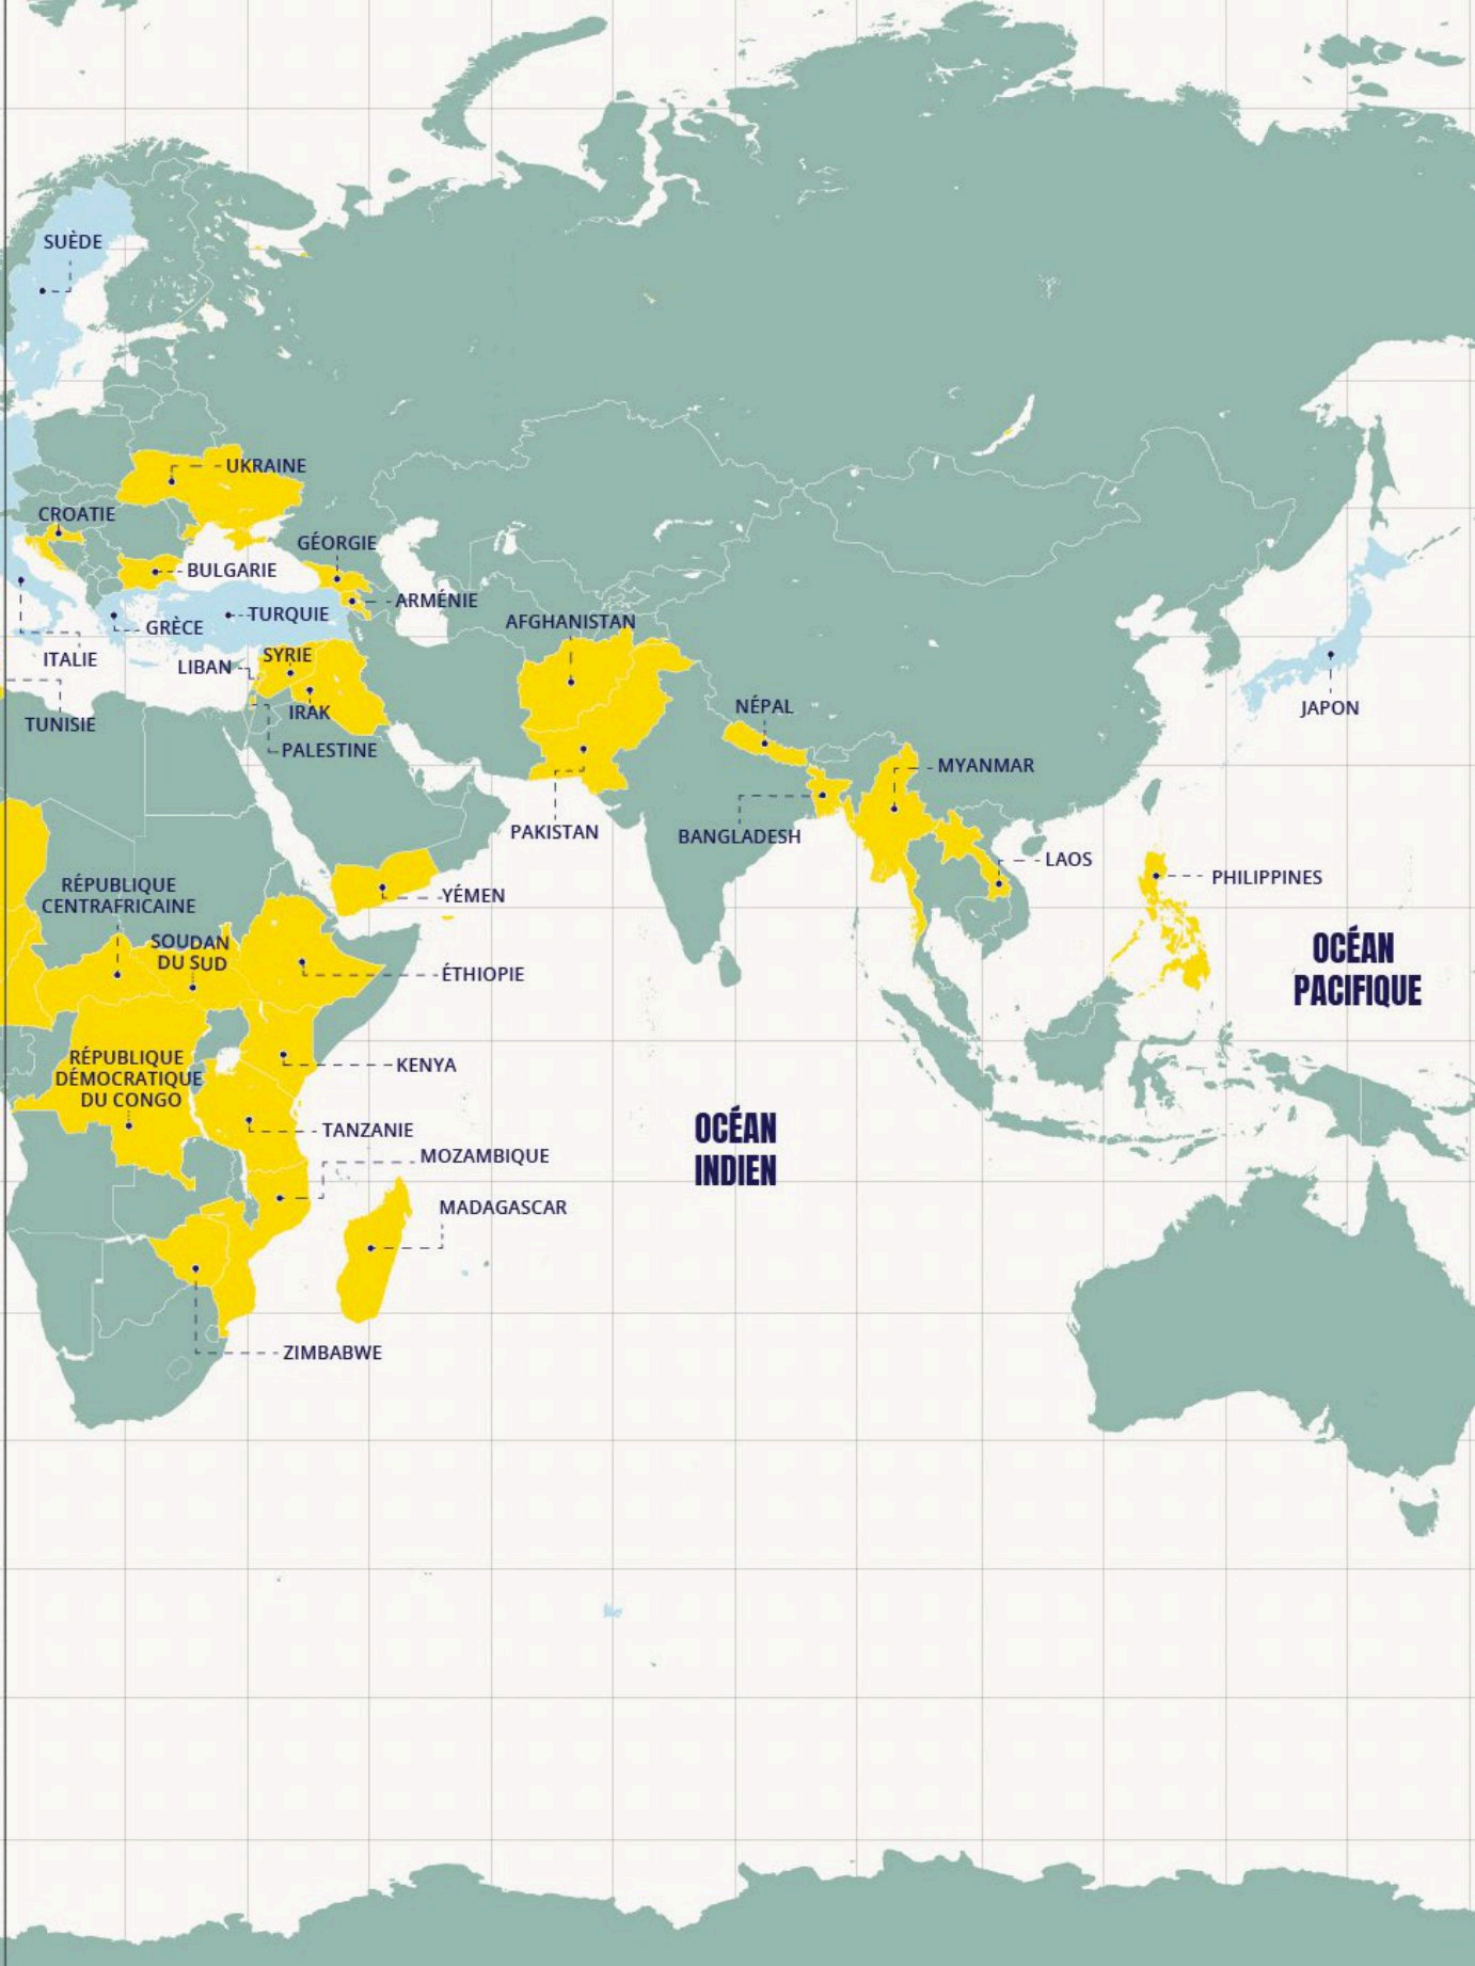 SUÈDE
UKRAINE
CROATIE
GÉORGIE
BULGARIE
ARMÉNIE
TURQUIE
AFGHANISTAN
GRÈCE
SYRIE
ITALIE
LIBAN
NÉPAL
JAPON
IRAK
TUNISIE
PALESTINE
MYANMAR
PAKISTAN
BANGLADESH
LAOS
PHILIPPINES
RÉPUBLIQUE
CENTRAFRICAINE
YÉMEN
SOUDAN
DU SUD
OCÉAN
PACIFIQUE
ÉTHIOPIE
RÉPUBLIQUE
DÉMOCRATIQUE
DU CONGO
KENYA
TANZANIE
OCÉAN
INDIEN
MOZAMBIQUE
MADAGASCAR
ZIMBABWE